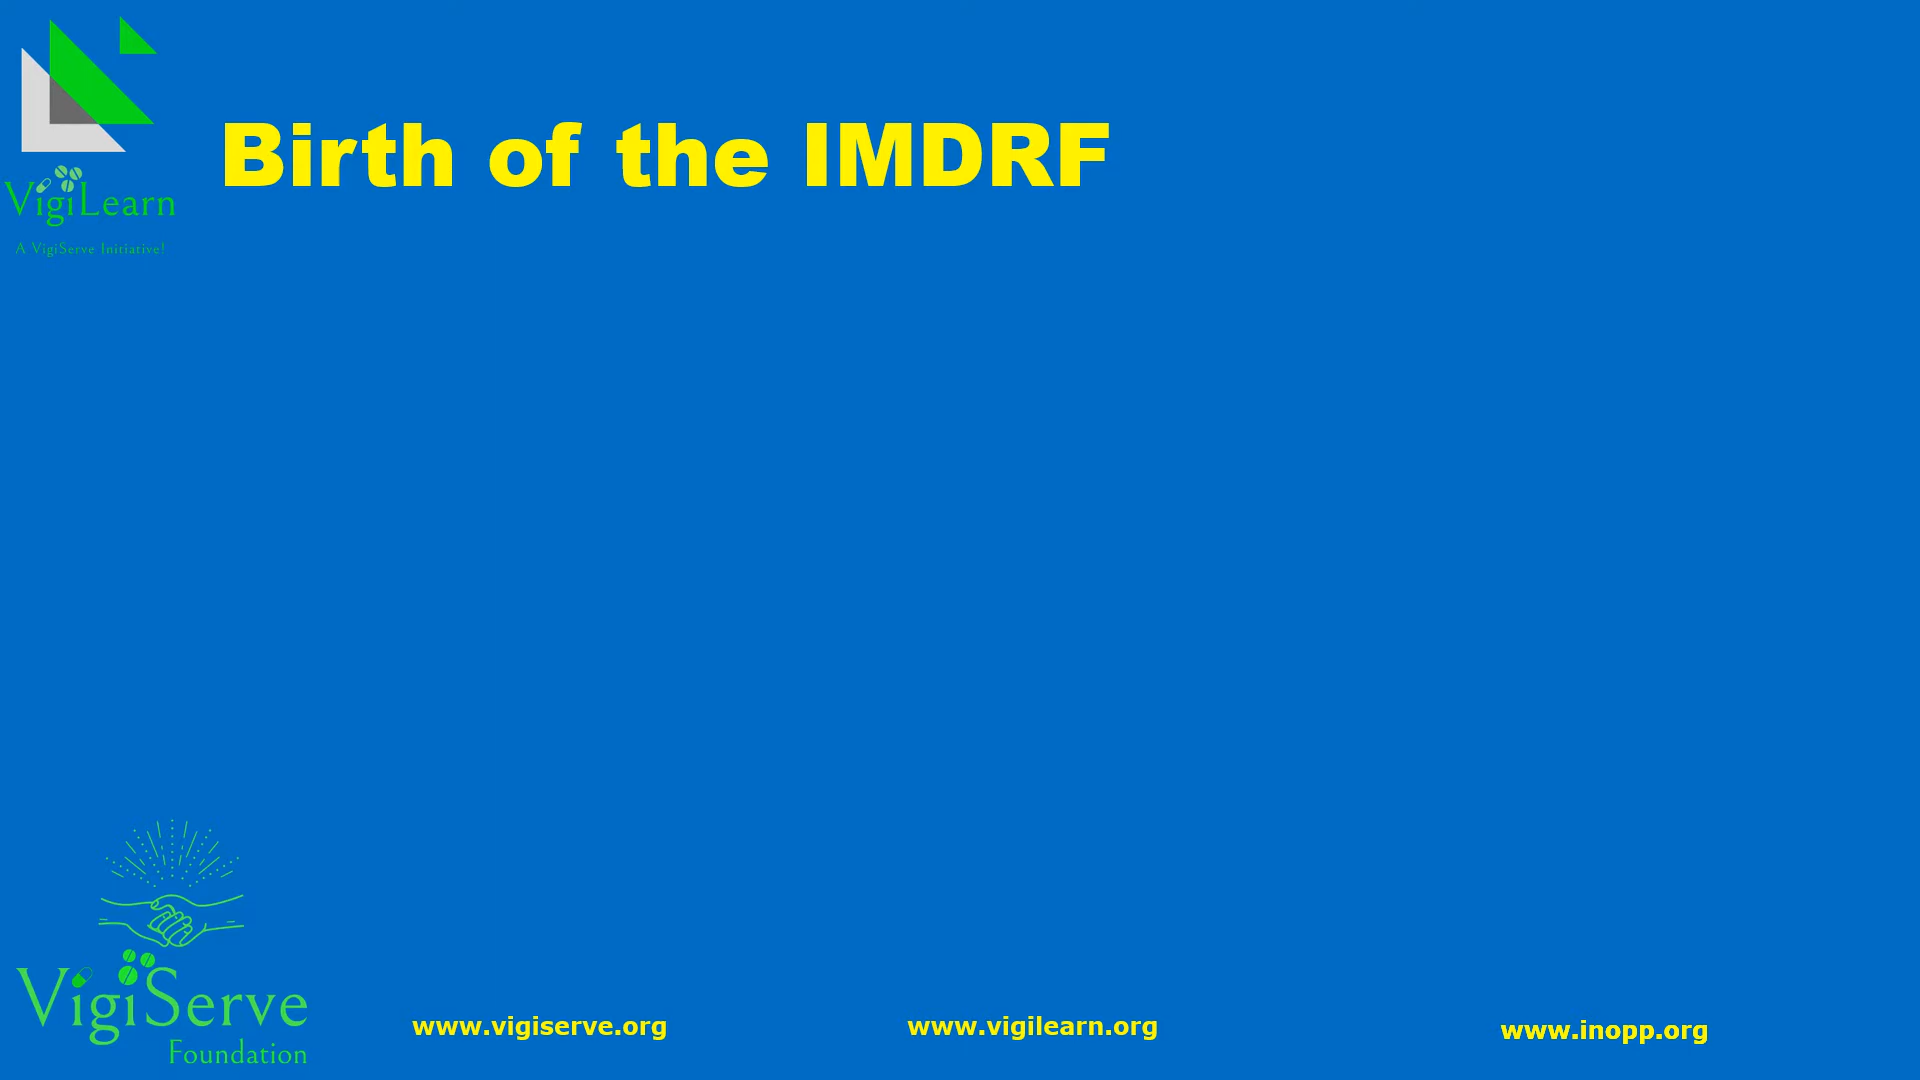 Birth of the IMDRF
VigiLearn
A VigiServe Initiative!
VigiServe
Foundation
www.vigiserve.org
www.vigilearn.org
www.inopp.org